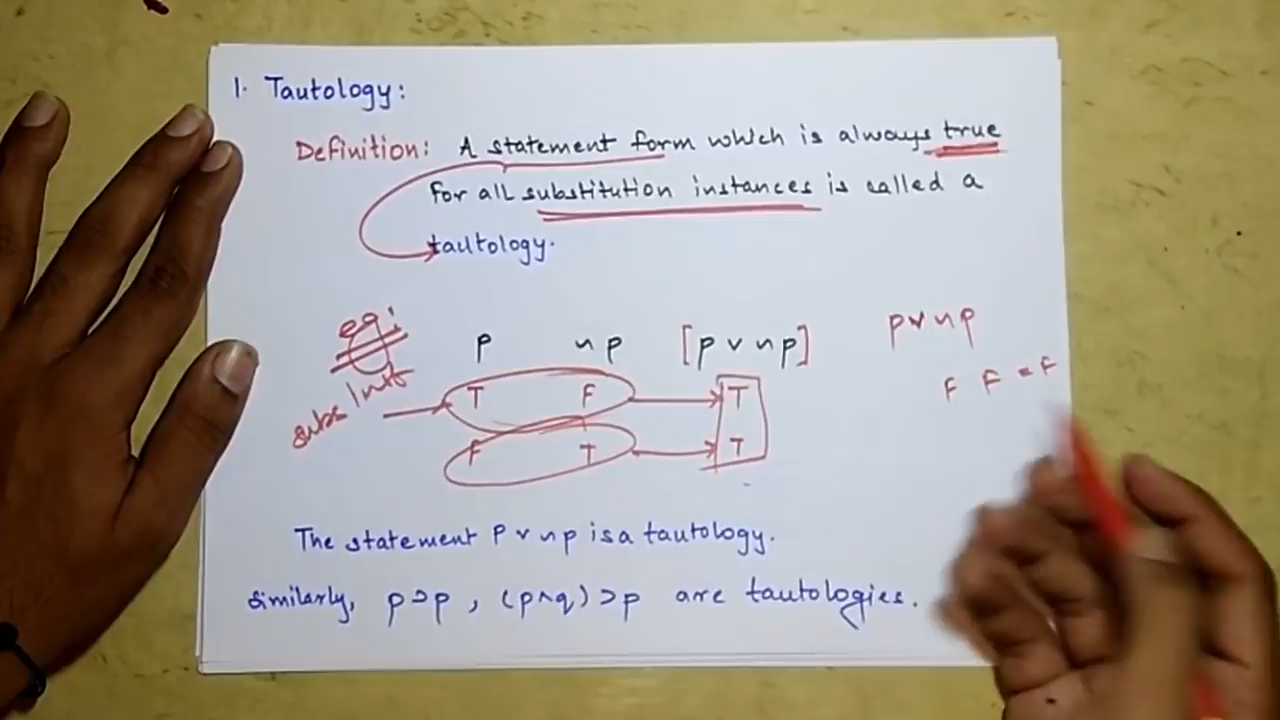 1. Tautology:
Definition: A statement form which is always true
for all substitution instances is called a
tautology.
eg:
subs Inst
p ~p [p v ~p]
T F T
F T T
p v ~p
F F = F
The statement P v ~p is a tautology.
Similarly, p⊃p, (p^q)⊃p are tautologies.